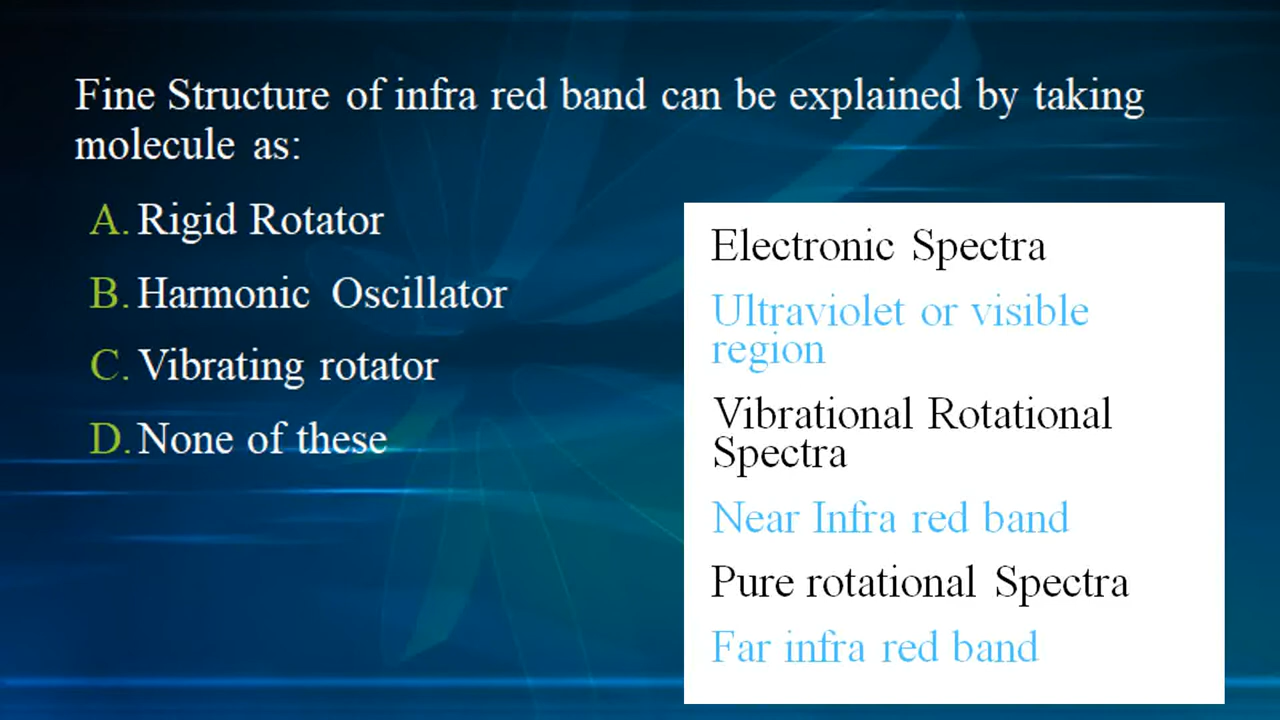 Fine Structure of infra red band can be explained by taking
molecule as:
A. Rigid Rotator
B. Harmonic Oscillator
C. Vibrating rotator
D. None of these
Electronic Spectra
Ultraviolet or visible
region
Vibrational Rotational
Spectra
Near Infra red band
Pure rotational Spectra
Far infra red band